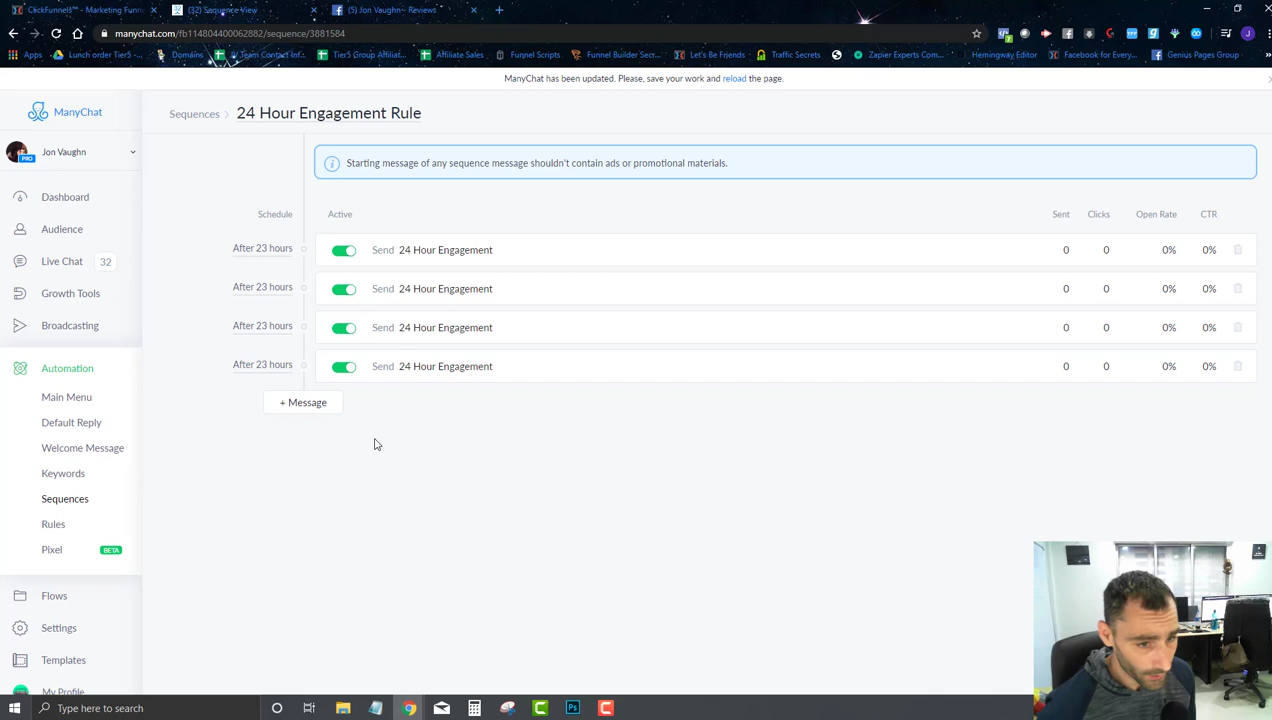 ClickFunnels™ - Marketing Funn
(32) Sequence View
(5) Jon Vaughn - Reviews
manychat.com/fb114804400062882/sequence/3881584
Apps
Lunch order Tier5 -...
Domains
IV Team Contact Inf...
Tier5 Group Affiliat...
Affiliate Sales
Funnel Scripts
Funnel Builder Secr...
Let's Be Friends
Traffic Secrets
Zapier Experts Com...
Hemingway Editor
Facebook for Every...
Genius Pages Group
ManyChat has been updated. Please, save your work and reload the page.
ManyChat
Sequences > 24 Hour Engagement Rule
Jon Vaughn
PRO
Starting message of any sequence message shouldn't contain ads or promotional materials.
Dashboard
Audience
Live Chat 32
Growth Tools
Broadcasting
Automation
Main Menu
Default Reply
Welcome Message
Keywords
Sequences
Rules
Pixel BETA
Flows
Settings
Templates
My Profile
Schedule Active Sent Clicks Open Rate CTR
After 23 hours Send 24 Hour Engagement 0 0 0% 0%
After 23 hours Send 24 Hour Engagement 0 0 0% 0%
After 23 hours Send 24 Hour Engagement 0 0 0% 0%
After 23 hours Send 24 Hour Engagement 0 0 0% 0%
+ Message
Type here to search